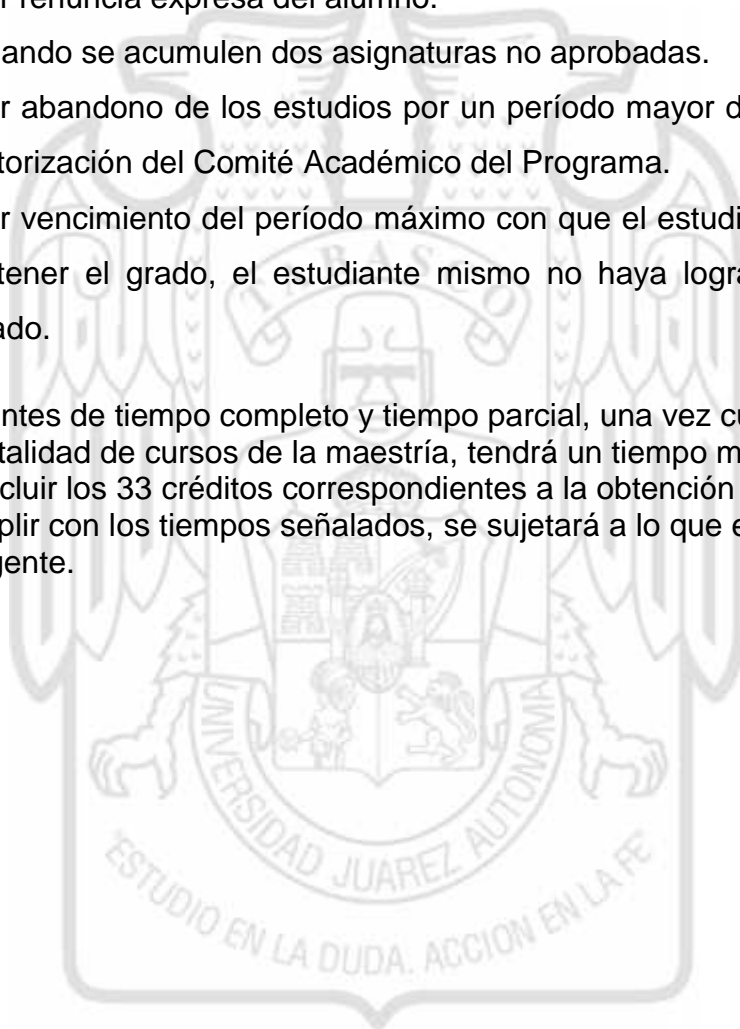 renuncia expresa del alumno.
ando se acumulen dos asignaturas no aprobadas.
r abandono de los estudios por un período mayor d
torización del Comité Académico del Programa.
r vencimiento del período máximo con que el estudi
tener el grado, el estudiante mismo no haya logra
ado.
ntes de tiempo completo y tiempo parcial, una vez cu
talidad de cursos de la maestría, tendrá un tiempo m
cluir los 33 créditos correspondientes a la obtención
plir con los tiempos señalados, se sujetará a lo que e
gente.
TABASCO
UNIVERSIDAD JUAREZ AUTONOMA
ESTUDIO EN LA DUDA. ACCION EN LA FE